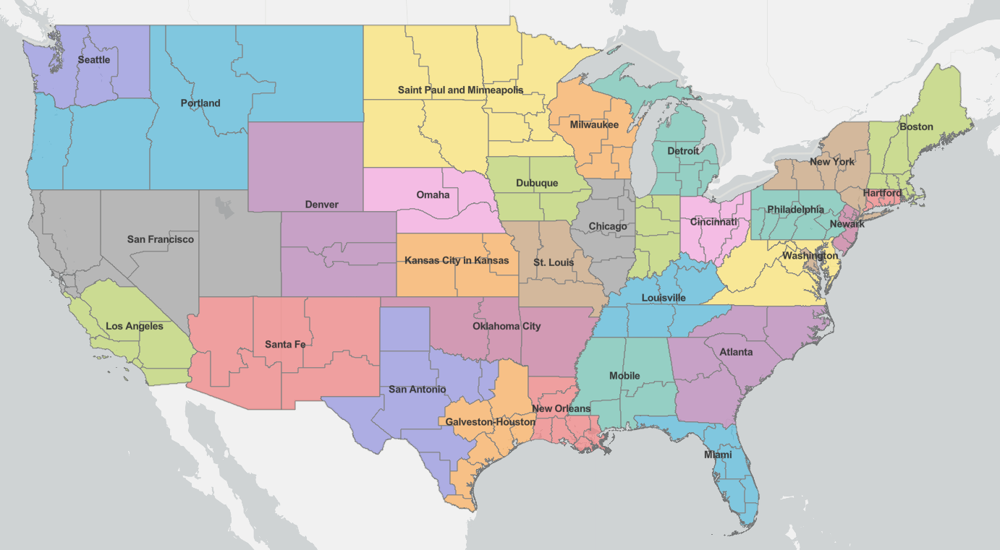 Seattle
Portland
Saint Paul and Minneapolis
Milwaukee
Boston
Detroit
New York
Dubuque
Omaha
Hartford
Denver
Philadelphia
Cincinnati
Newark
Chicago
San Francisco
Washington
Kansas City in Kansas
St. Louis
Louisville
Los Angeles
Oklahoma City
Santa Fe
Atlanta
Mobile
San Antonio
New Orleans
Galveston-Houston
Miami